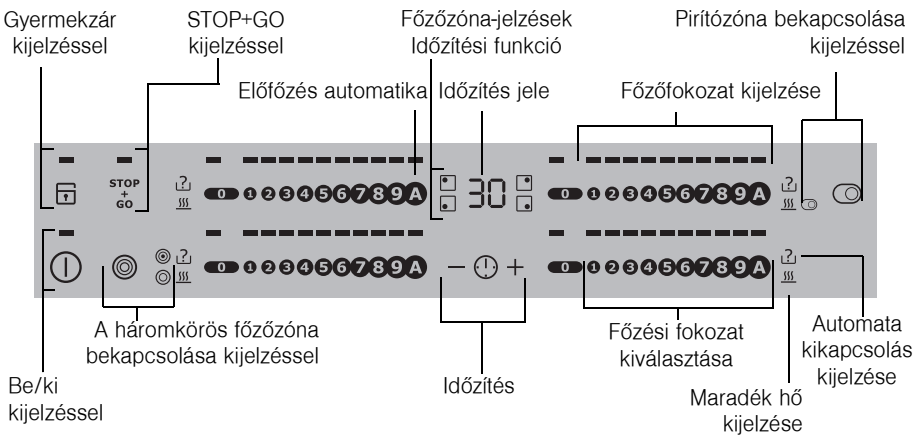 Gyermekzár
kijelzéssel
STOP+GO
kijelzéssel
Főzőzóna-jelzések
Időzítési funkció
Pirítózóna bekapcsolása
kijelzéssel
Előfőzés automatika
Időzítés jele
Főzőfokozat kijelzése
STOP
+
GO
?
0 1 2 3 4 5 6 7 8 9 A
30
0 1 2 3 4 5 6 7 8 9 A
?
?
0 1 2 3 4 5 6 7 8 9 A
− +
0 1 2 3 4 5 6 7 8 9 A
?
A háromkörös főzőzóna
bekapcsolása kijelzéssel
Be/ki
kijelzéssel
Időzítés
Főzési fokozat
kiválasztása
Automata
kikapcsolás
kijelzése
Maradék hő
kijelzése